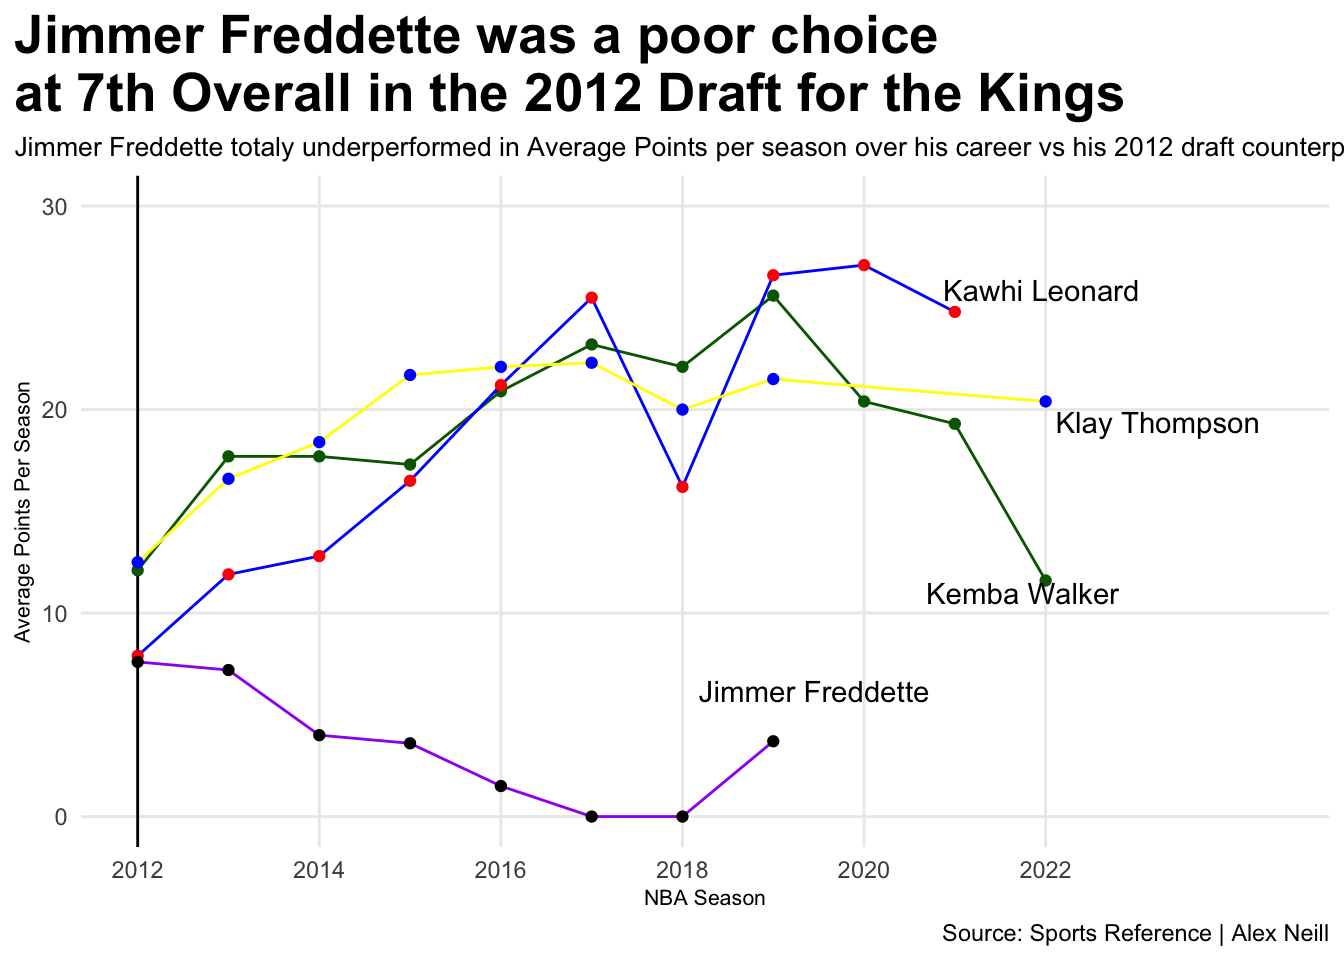 Jimmer Freddette was a poor choice
at 7th Overall in the 2012 Draft for the Kings
Jimmer Freddette totaly underperformed in Average Points per season over his career vs his 2012 draft counterp
Average Points Per Season
30
20
10
0
Kawhi Leonard
Klay Thompson
Kemba Walker
Jimmer Freddette
2012 2014 2016 2018 2020 2022
NBA Season
Source: Sports Reference | Alex Neill